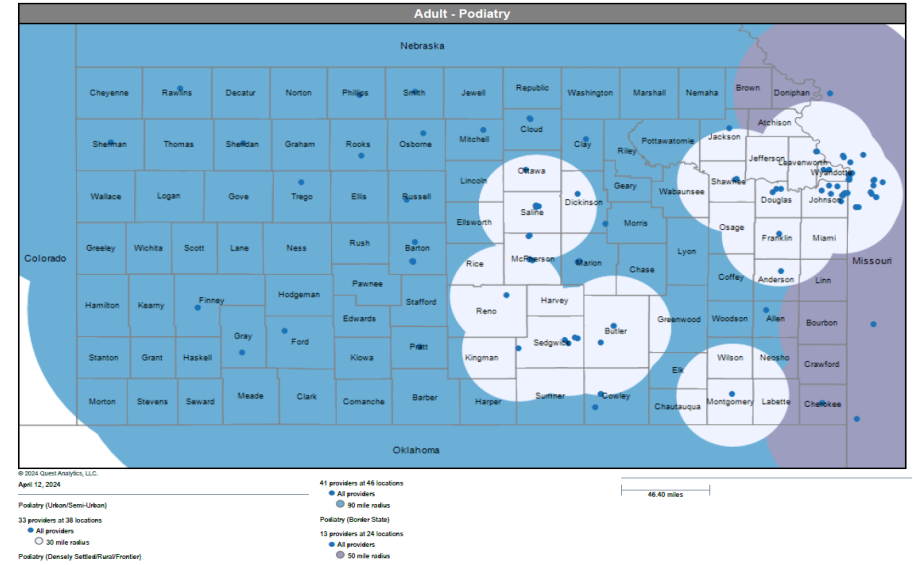 Adult - Podiatry
Nebraska
Cheyenne Rawlins Decatur Norton Phillips Smith Jewell Republic Washington Marshall Nemaha Brown Doniphan
Atchison
Sherman Thomas Sheridan Graham Rooks Osborne Mitchell Cloud Clay Riley Pottawatomie Jackson Jefferson Leavenworth
Wyandotte
Wallace Logan Gove Trego Ellis Russell Lincoln Ottawa Dickinson Geary Wabaunsee Shawnee Douglas Johnson
Saline
Ellsworth Morris Osage
Colorado Greeley Wichita Scott Lane Ness Rush Barton Rice McPherson Marion Chase Lyon Franklin Miami Missouri
Pawnee
Coffey Anderson Linn
Hamilton Kearny Finney Hodgeman Edwards Stafford Reno Harvey Butler Greenwood Woodson Allen Bourbon
Gray Ford
Stanton Grant Haskell Kiowa Pratt Kingman Sedgwick Elk Wilson Neosho Crawford
Morton Stevens Seward Meade Clark Comanche Barber Harper Sumner Cowley Chautauqua Montgomery Labette Cherokee
Oklahoma
© 2024 Quest Analytics, LLC.
April 12, 2024
Podiatry (Urban/Semi-Urban)
33 providers at 38 locations
All providers
30 mile radius
Podiatry (Densely Settled/Rural/Frontier)
41 providers at 46 locations
All providers
90 mile radius
Podiatry (Border State)
13 providers at 24 locations
All providers
50 mile radius
46.40 miles